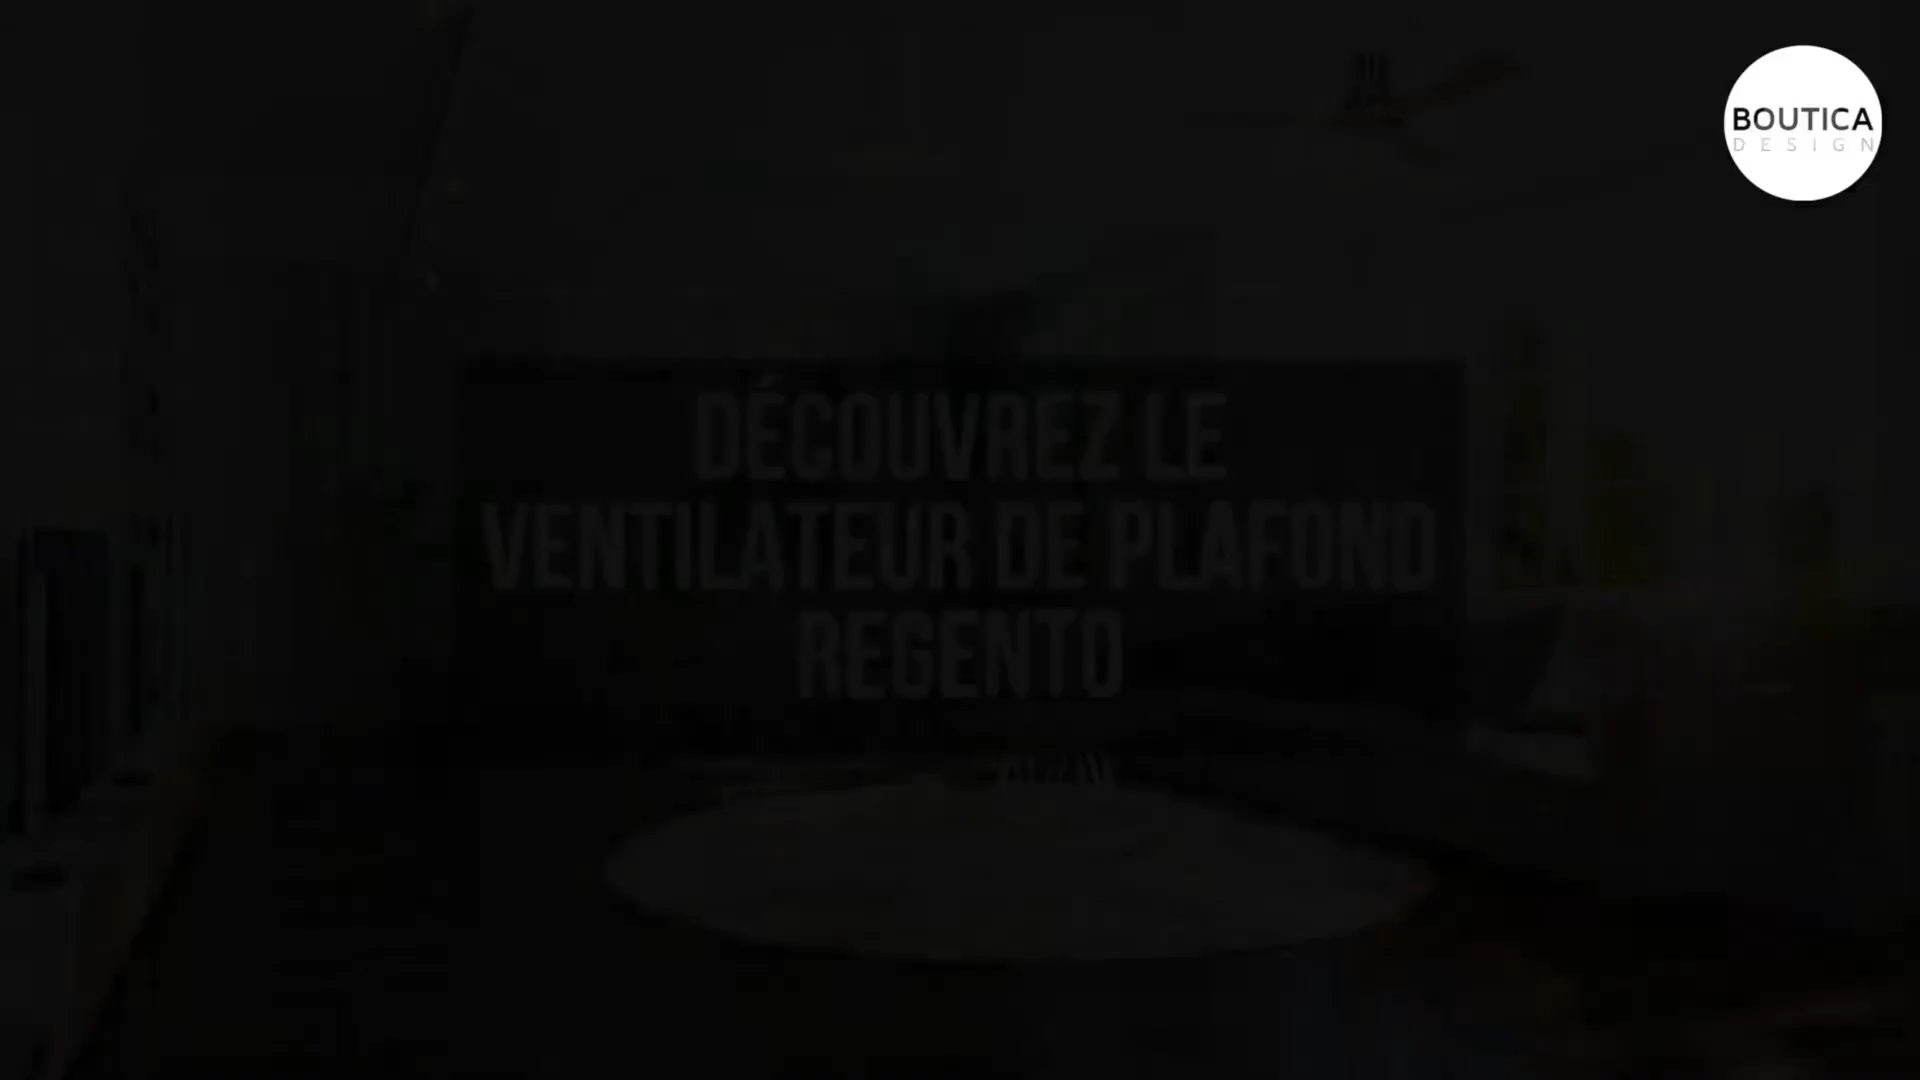 BOUTICA
DESIGN
DÉCOUVREZ LE
VENTILATEUR DE PLAFOND
REGENTO